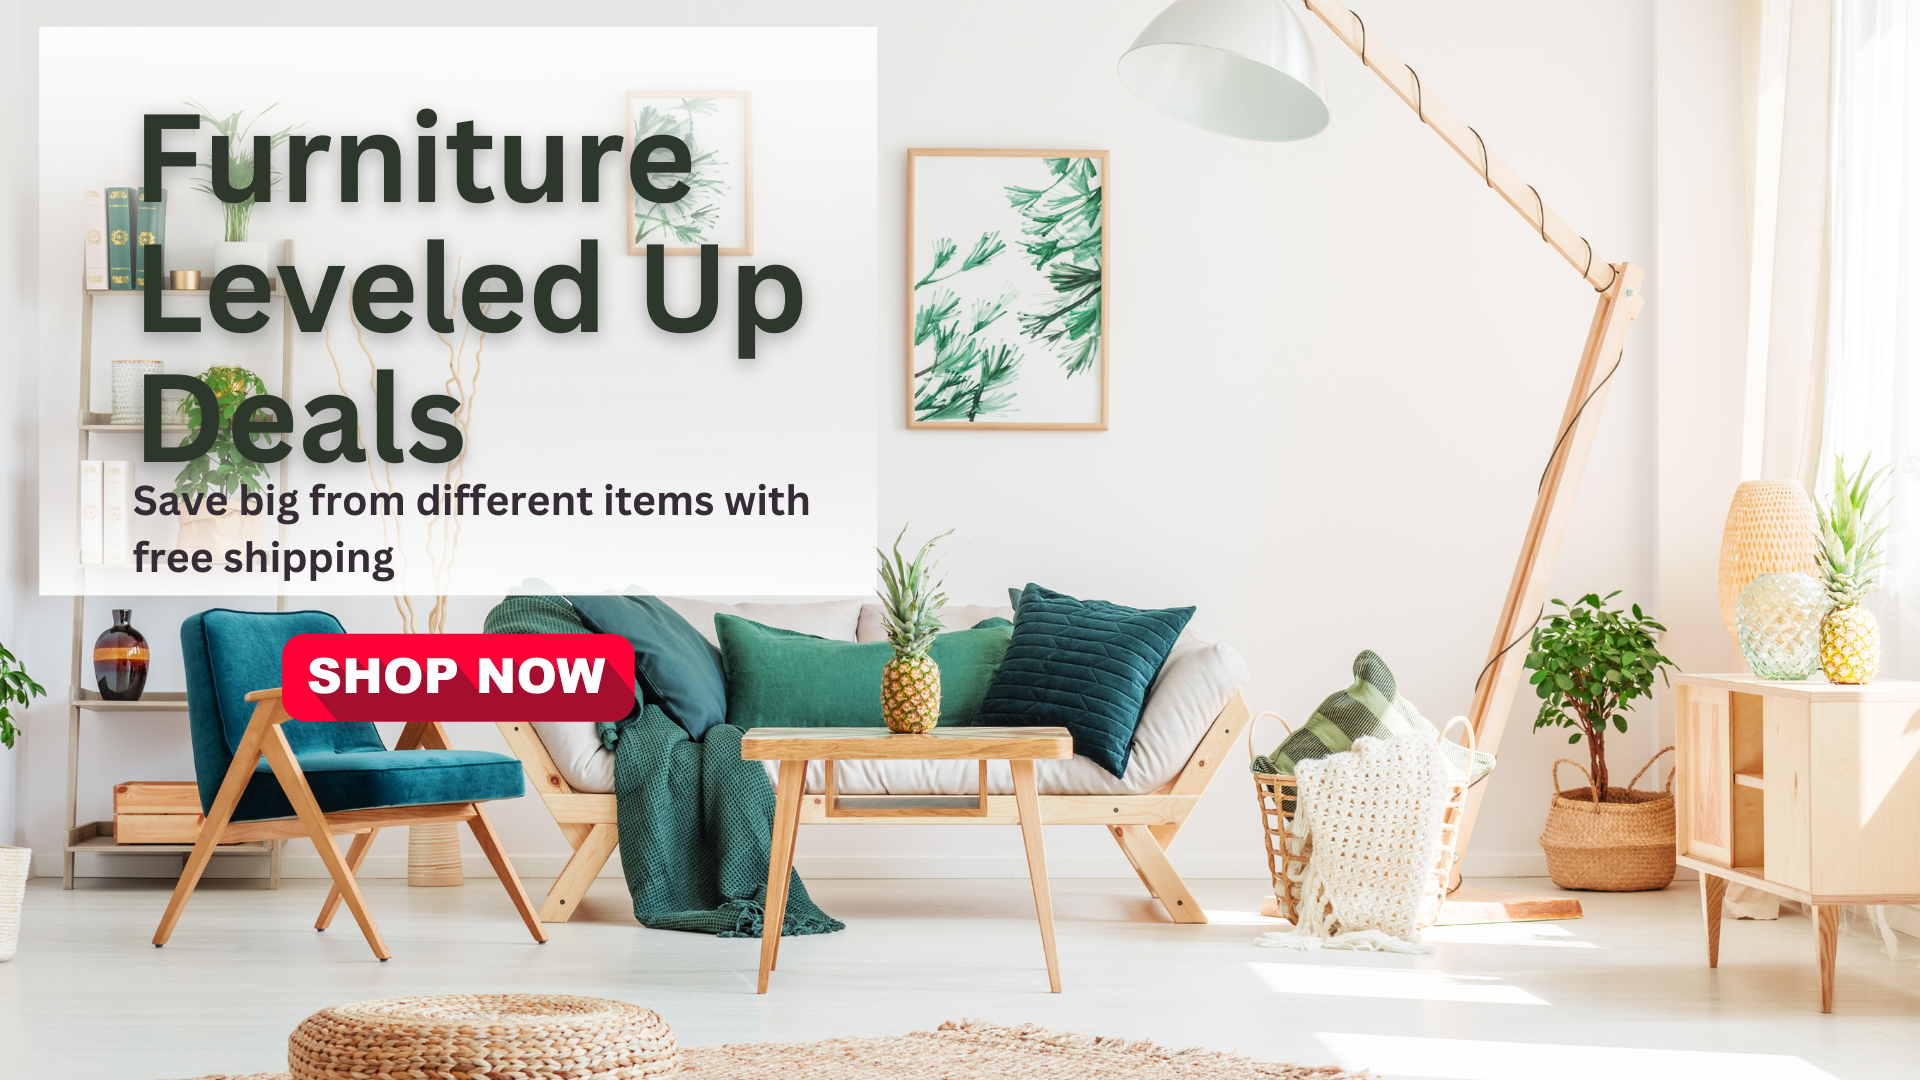 Furniture
Leveled Up
Deals
Save big from different items with
free shipping
SHOP NOW